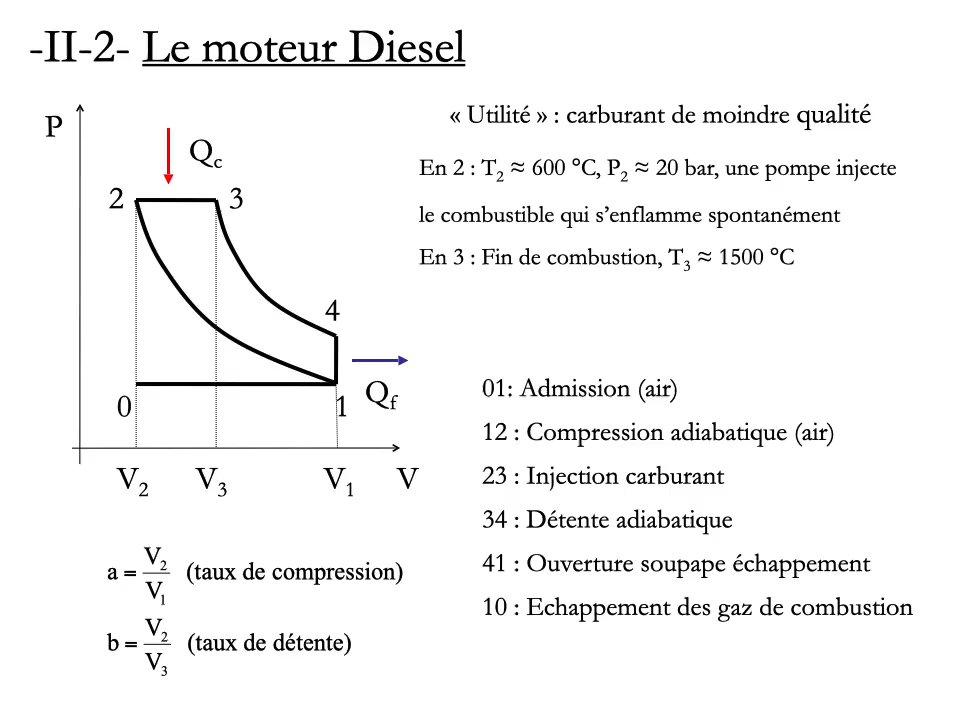 -II-2- Le moteur Diesel
« Utilité » : carburant de moindre qualité
En 2 : T2 ≈ 600 °C, P2 ≈ 20 bar, une pompe injecte
le combustible qui s’enflamme spontanément
En 3 : Fin de combustion, T3 ≈ 1500 °C
P
Qc
2
3
4
Qf
0
1
V2
V3
V1
V
01: Admission (air)
12 : Compression adiabatique (air)
23 : Injection carburant
34 : Détente adiabatique
41 : Ouverture soupape échappement
10 : Echappement des gaz de combustion
a = V2/V1 (taux de compression)
b = V2/V3 (taux de détente)